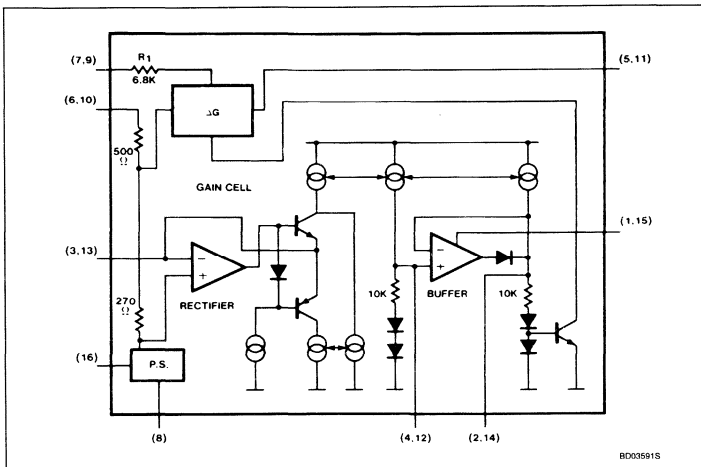 (7,9)
R1
6.8K
(5,11)
(6,10)
ΔG
500
Ω
GAIN CELL
(3,13)
(1,15)
−
+
−
+
RECTIFIER
10K
BUFFER
10K
270
Ω
(16)
P.S.
(8)
(4,12)
(2,14)
BD03591S